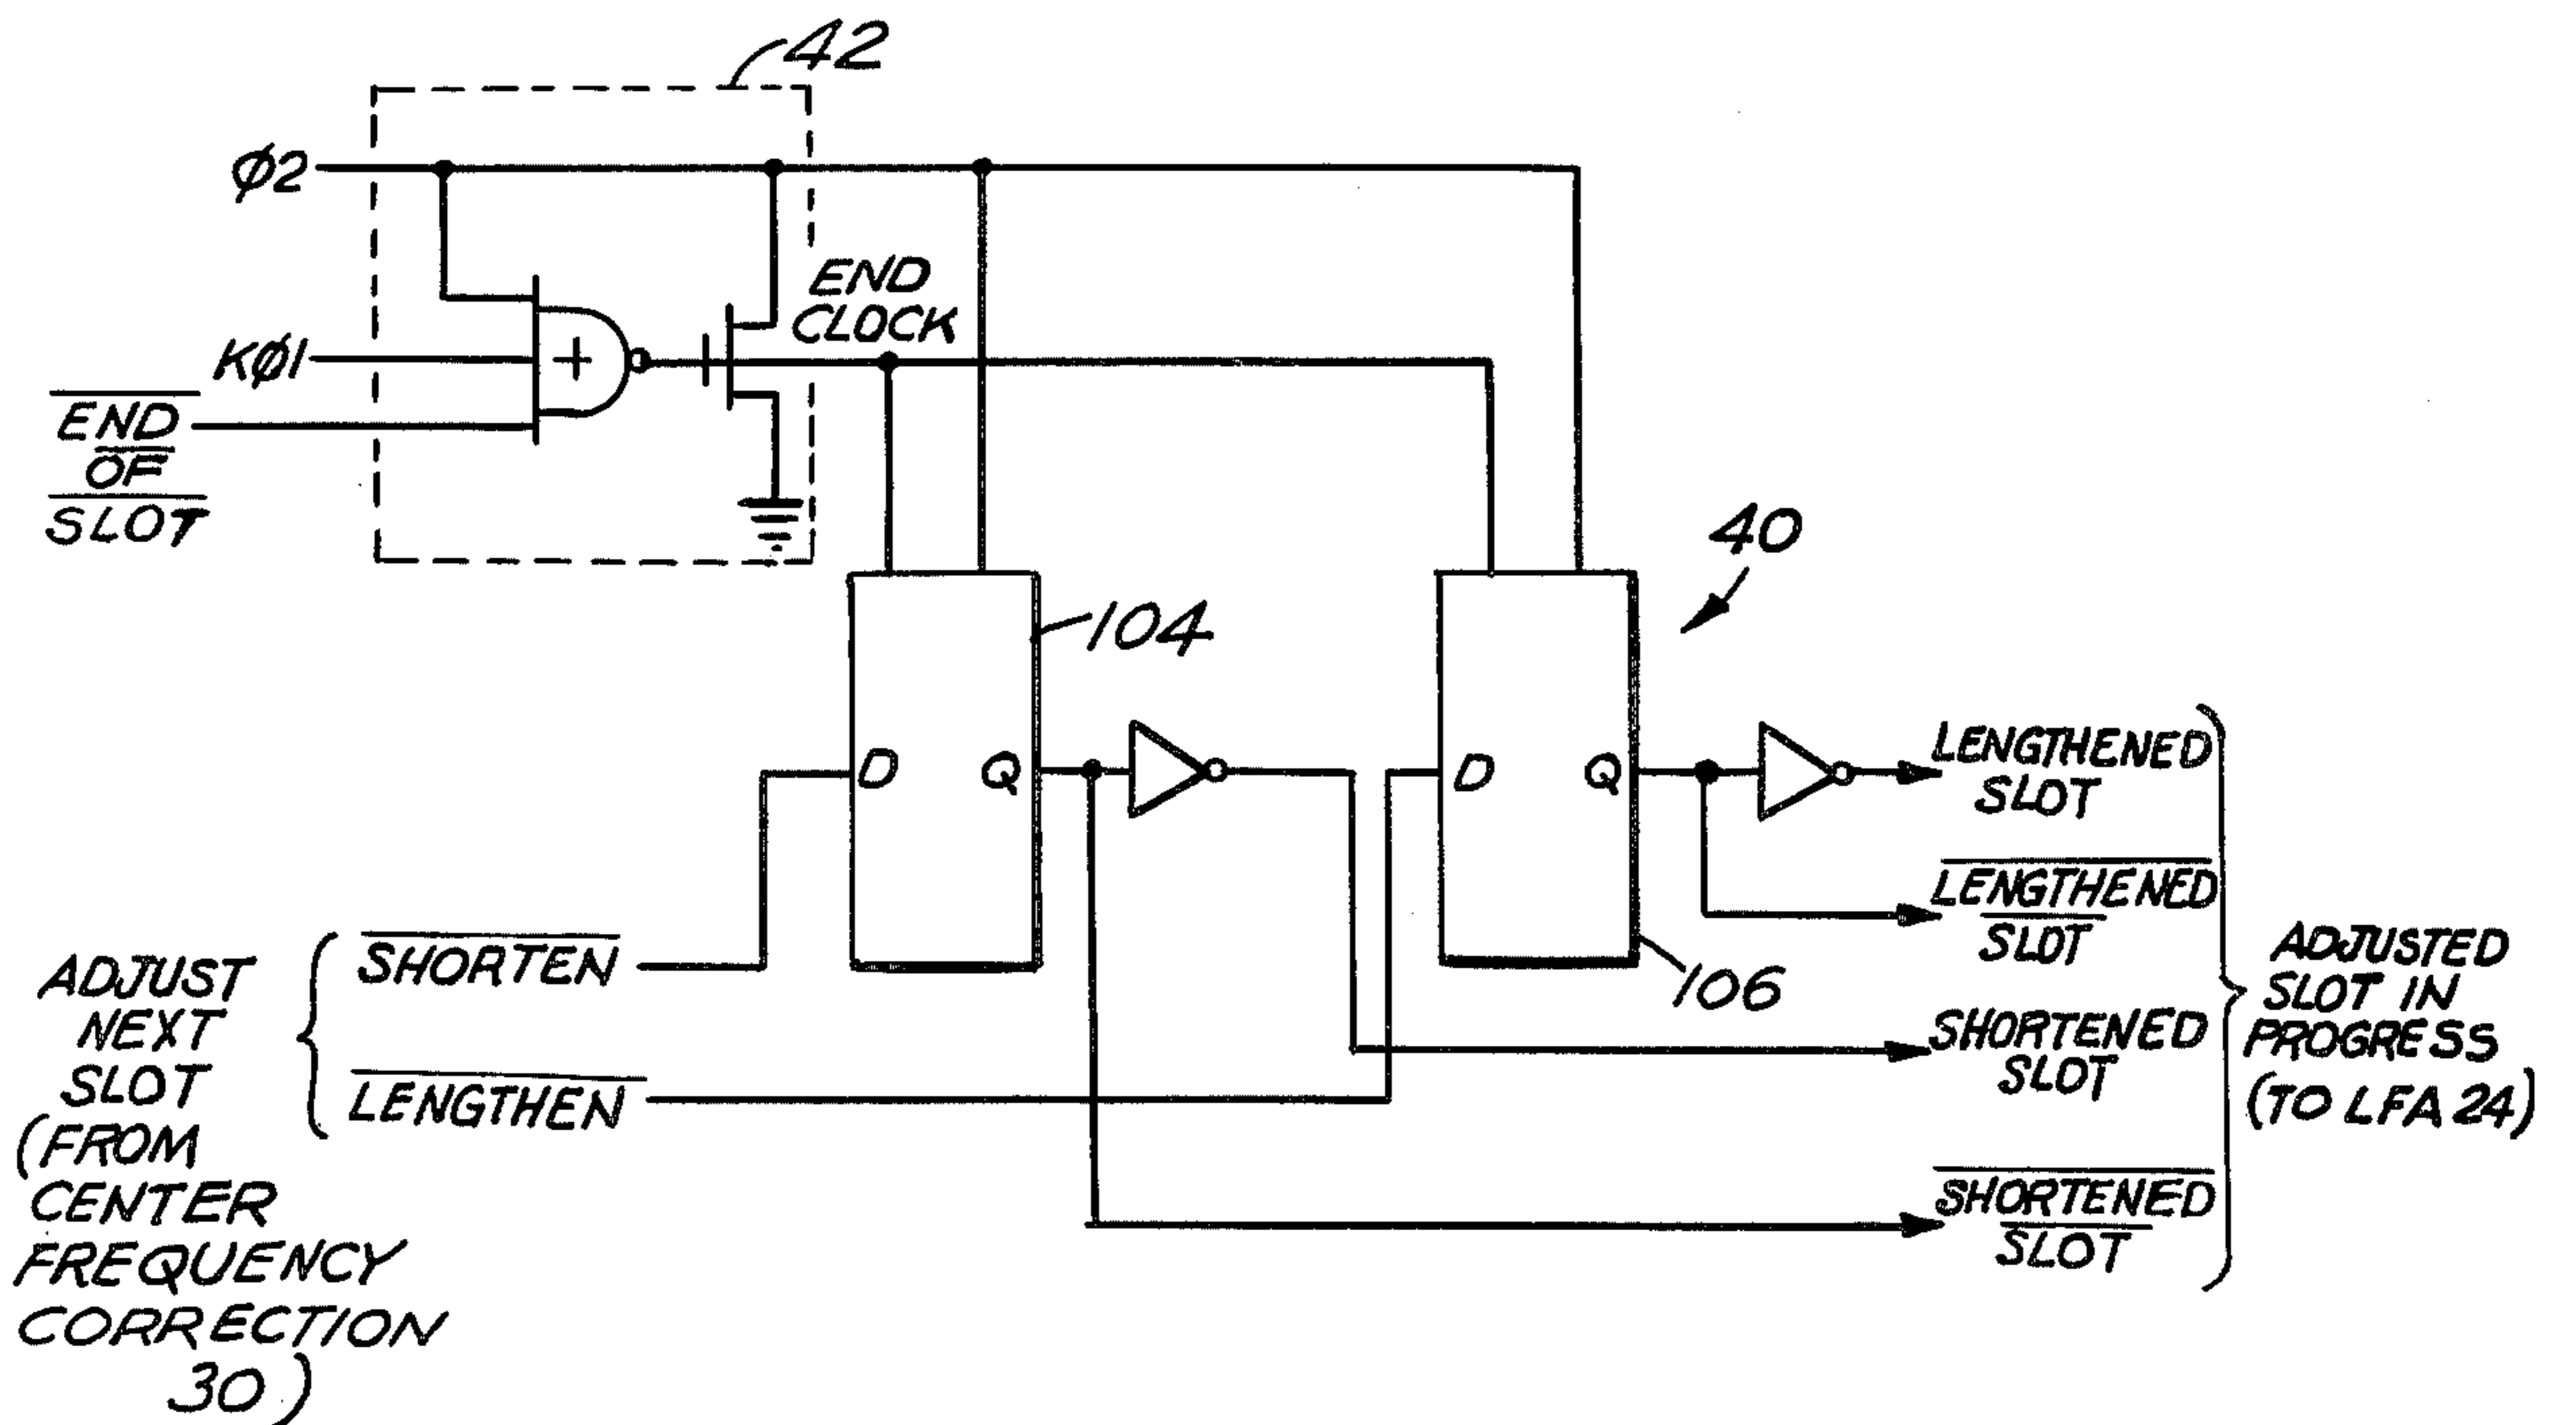 42
φ2
END
CLOCK
Kφ1
END
OF
SLOT
40
104
D
Q
D
Q
106
LENGTHENED
SLOT
LENGTHENED
SLOT
SHORTENED
SLOT
SHORTENED
SLOT
ADJUSTED
SLOT IN
PROGRESS
(TO LFA 24)
SHORTEN
LENGTHEN
ADJUST
NEXT
SLOT
(FROM
CENTER
FREQUENCY
CORRECTION
30)
+